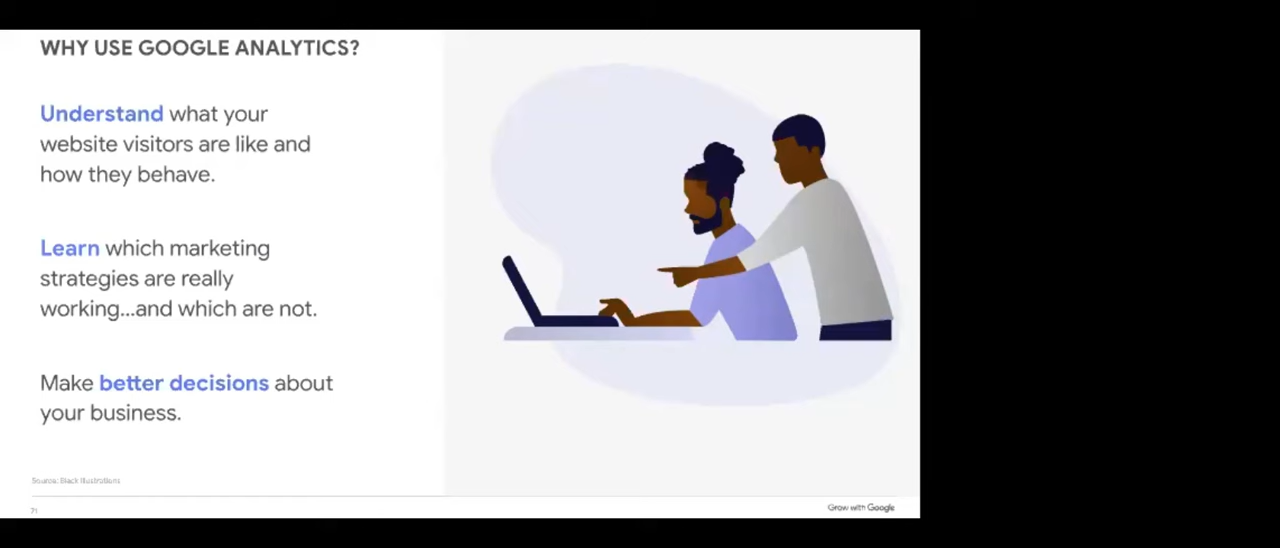 WHY USE GOOGLE ANALYTICS?
Understand what your
website visitors are like and
how they behave.
Learn which marketing
strategies are really
working...and which are not.
Make better decisions about
your business.
Source: Black Illustrations
71
Grow with Google